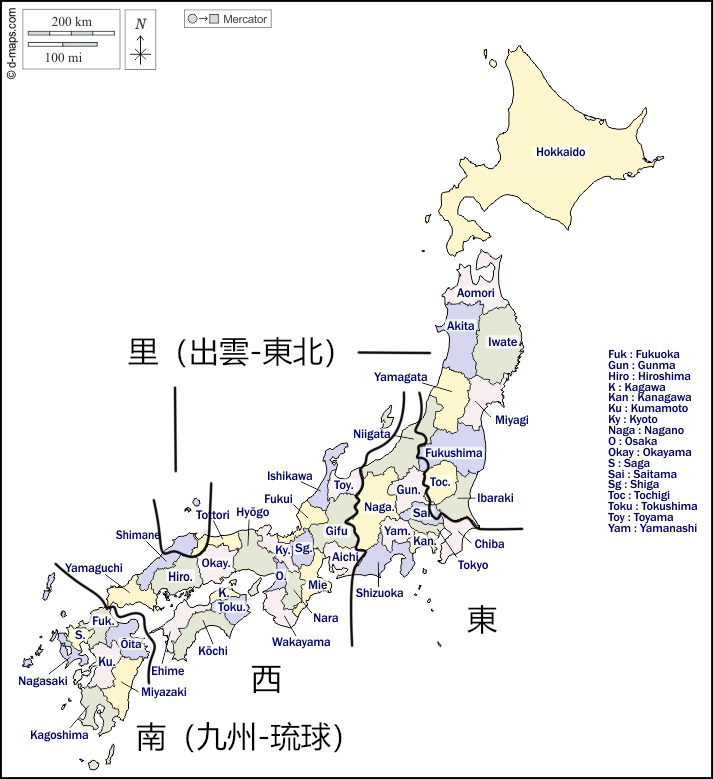 © d-maps.com
200 km
100 mi
N
Mercator
Hokkaido
Aomori
Akita
Iwate
里（出雲-東北）
Yamagata
Miyagi
Niigata
Fukushima
Ishikawa
Toy.
Gun.
Toc.
Ibaraki
Fukui
Naga.
Sai.
Tottori
Hyōgo
Gifu
Yam.
Kan.
Chiba
Shimane
Okay.
Ky.
Sg.
Aichi
Tokyo
Yamaguchi
Hiro.
O.
Mie
Shizuoka
K.
Toku.
Nara
Fuk.
S.
Ōita
Kōchi
Wakayama
東
Ku.
Ehime
Nagasaki
Miyazaki
西
Kagoshima
南（九州-琉球）
Fuk : Fukuoka
Gun : Gunma
Hiro : Hiroshima
K : Kagawa
Kan : Kanagawa
Ku : Kumamoto
Ky : Kyoto
Naga : Nagano
O : Osaka
Okay : Okayama
S : Saga
Sai : Saitama
Sg : Shiga
Toc : Tochigi
Toku : Tokushima
Toy : Toyama
Yam : Yamanashi